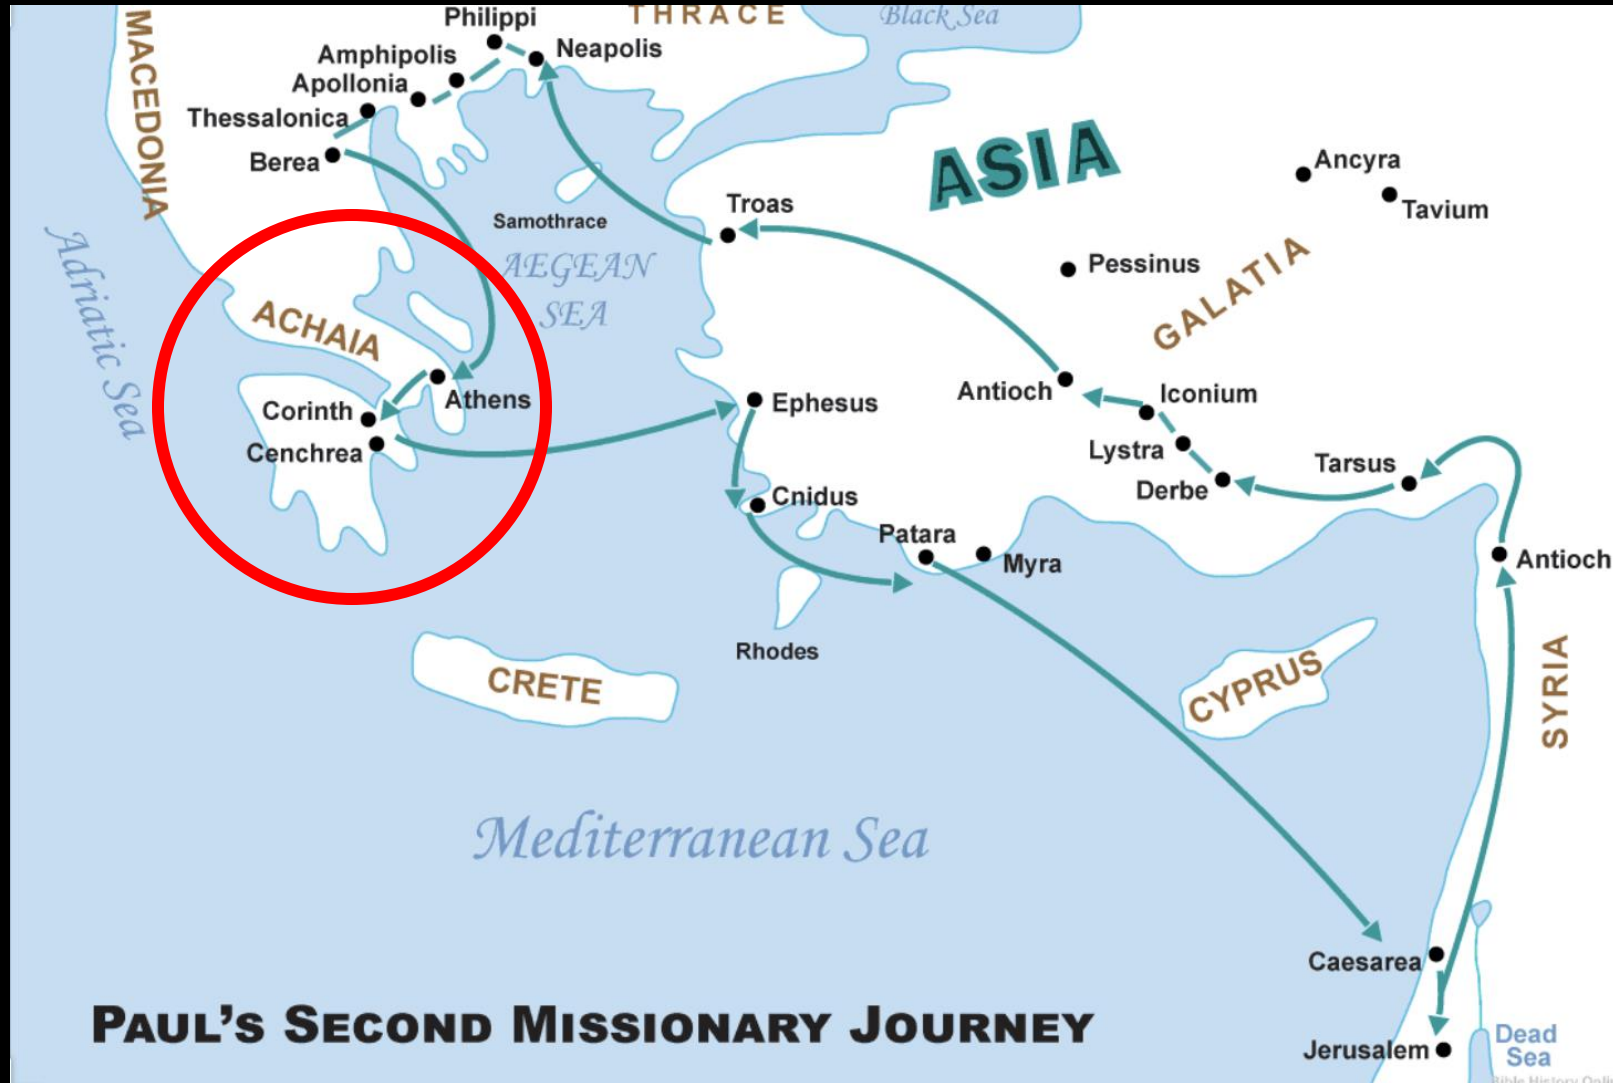 Philippi
THRACE
Black Sea
MACEDONIA
Amphipolis
Neapolis
Apollonia
Thessalonica
Berea
ASIA
Ancyra
Tavium
Troas
Samothrace
AEGEAN
SEA
Adriatic Sea
Pessinus
GALATIA
ACHAIA
Antioch
Iconium
Athens
Ephesus
Corinth
Cenchrea
Lystra
Tarsus
Derbe
Cnidus
Patara
Myra
Antioch
Rhodes
CRETE
CYPRUS
SYRIA
Mediterranean Sea
Caesarea
PAUL'S SECOND MISSIONARY JOURNEY
Jerusalem
Dead
Sea
Bible History